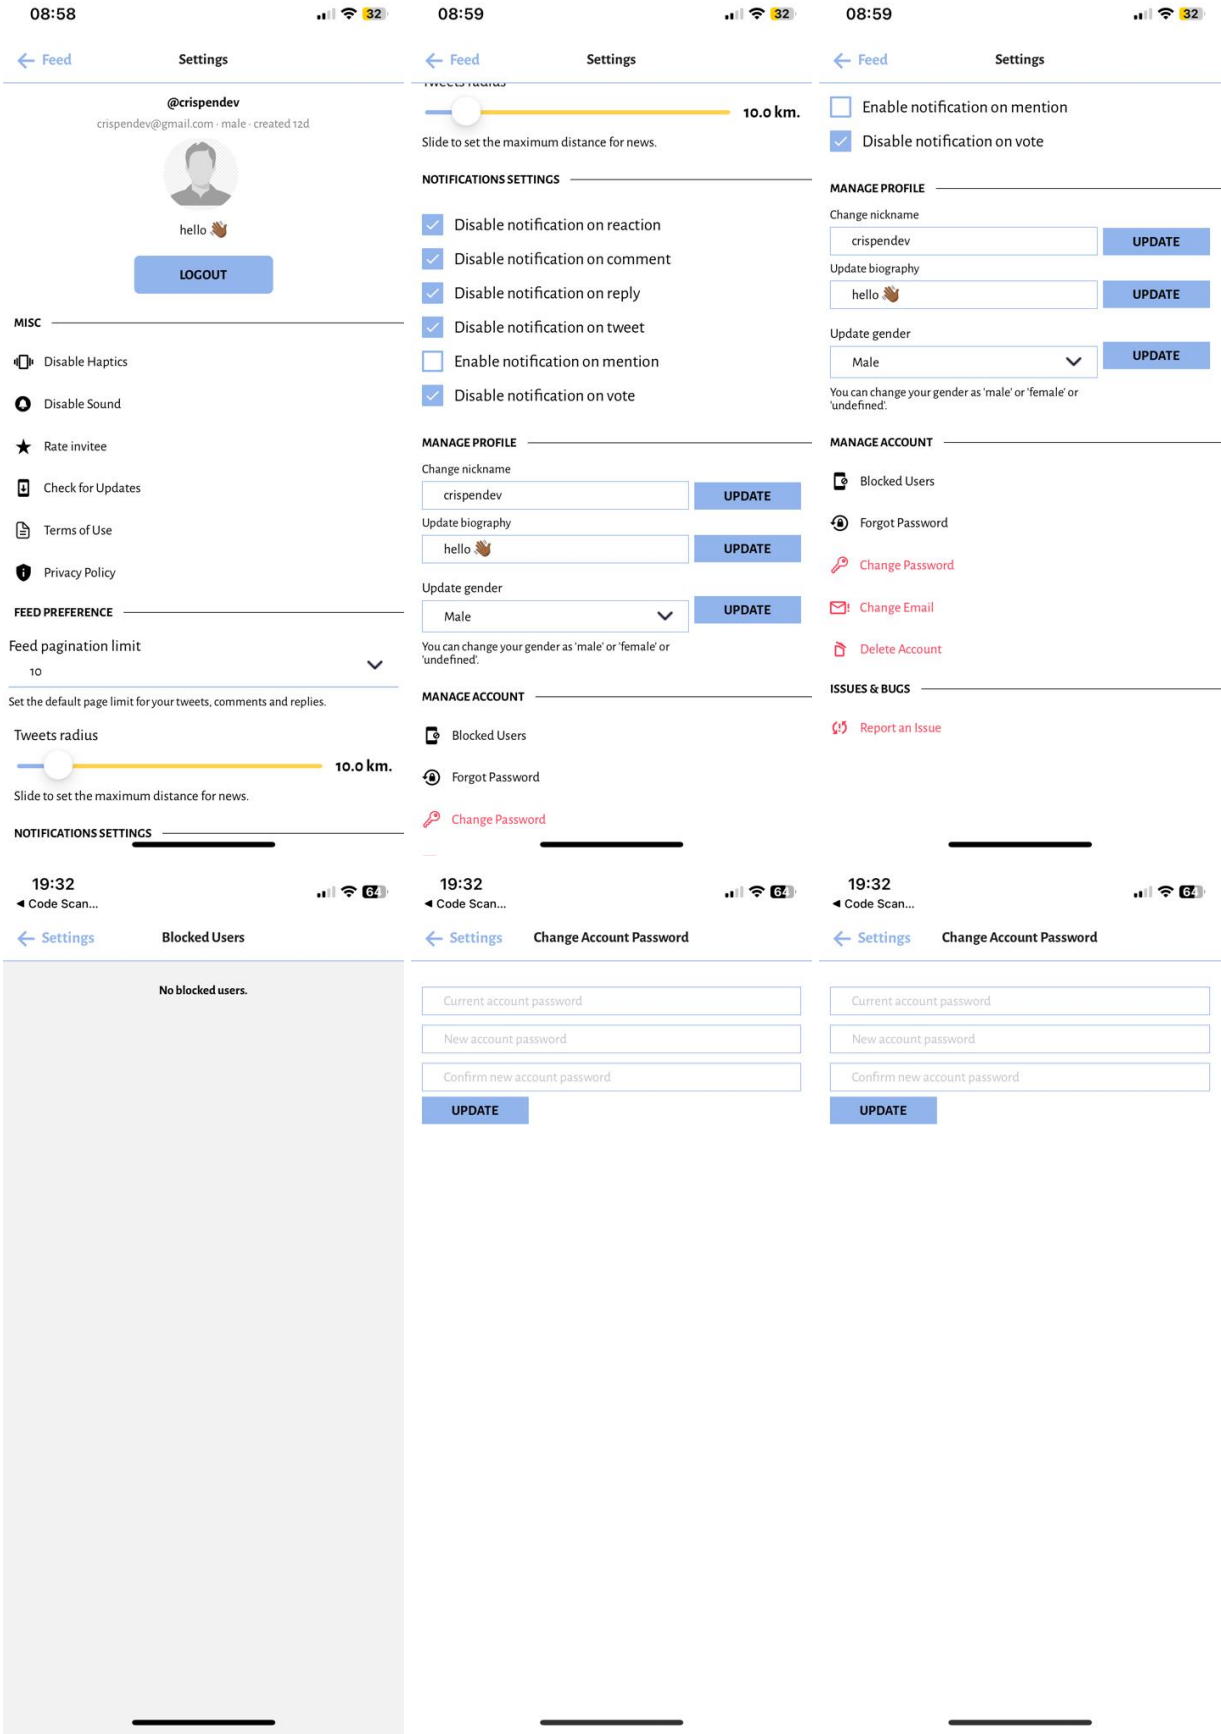 08:58
32
Feed
Settings
@crispendev
crispendev@gmail.com · male · created 12d
hello 👋🏾
LOGOUT
MISC
Disable Haptics
Disable Sound
Rate invitee
Check for Updates
Terms of Use
Privacy Policy
FEED PREFERENCE
Feed pagination limit
10
Set the default page limit for your tweets, comments and replies.
Tweets radius
10.0 km.
Slide to set the maximum distance for news.
NOTIFICATIONS SETTINGS
08:59
32
Feed
Settings
Tweets radius
10.0 km.
Slide to set the maximum distance for news.
NOTIFICATIONS SETTINGS
Disable notification on reaction
Disable notification on comment
Disable notification on reply
Disable notification on tweet
Enable notification on mention
Disable notification on vote
MANAGE PROFILE
Change nickname
crispendev
UPDATE
Update biography
hello 👋🏾
UPDATE
Update gender
Male
UPDATE
You can change your gender as 'male' or 'female' or
'undefined'.
MANAGE ACCOUNT
Blocked Users
Forgot Password
Change Password
08:59
32
Feed
Settings
Enable notification on mention
Disable notification on vote
MANAGE PROFILE
Change nickname
crispendev
UPDATE
Update biography
hello 👋🏾
UPDATE
Update gender
Male
UPDATE
You can change your gender as 'male' or 'female' or
'undefined'.
MANAGE ACCOUNT
Blocked Users
Forgot Password
Change Password
Change Email
Delete Account
ISSUES & BUGS
Report an Issue
19:32
64
◀ Code Scan...
Settings
Blocked Users
No blocked users.
19:32
64
◀ Code Scan...
Settings
Change Account Password
Current account password
New account password
Confirm new account password
UPDATE
19:32
64
◀ Code Scan...
Settings
Change Account Password
Current account password
New account password
Confirm new account password
UPDATE